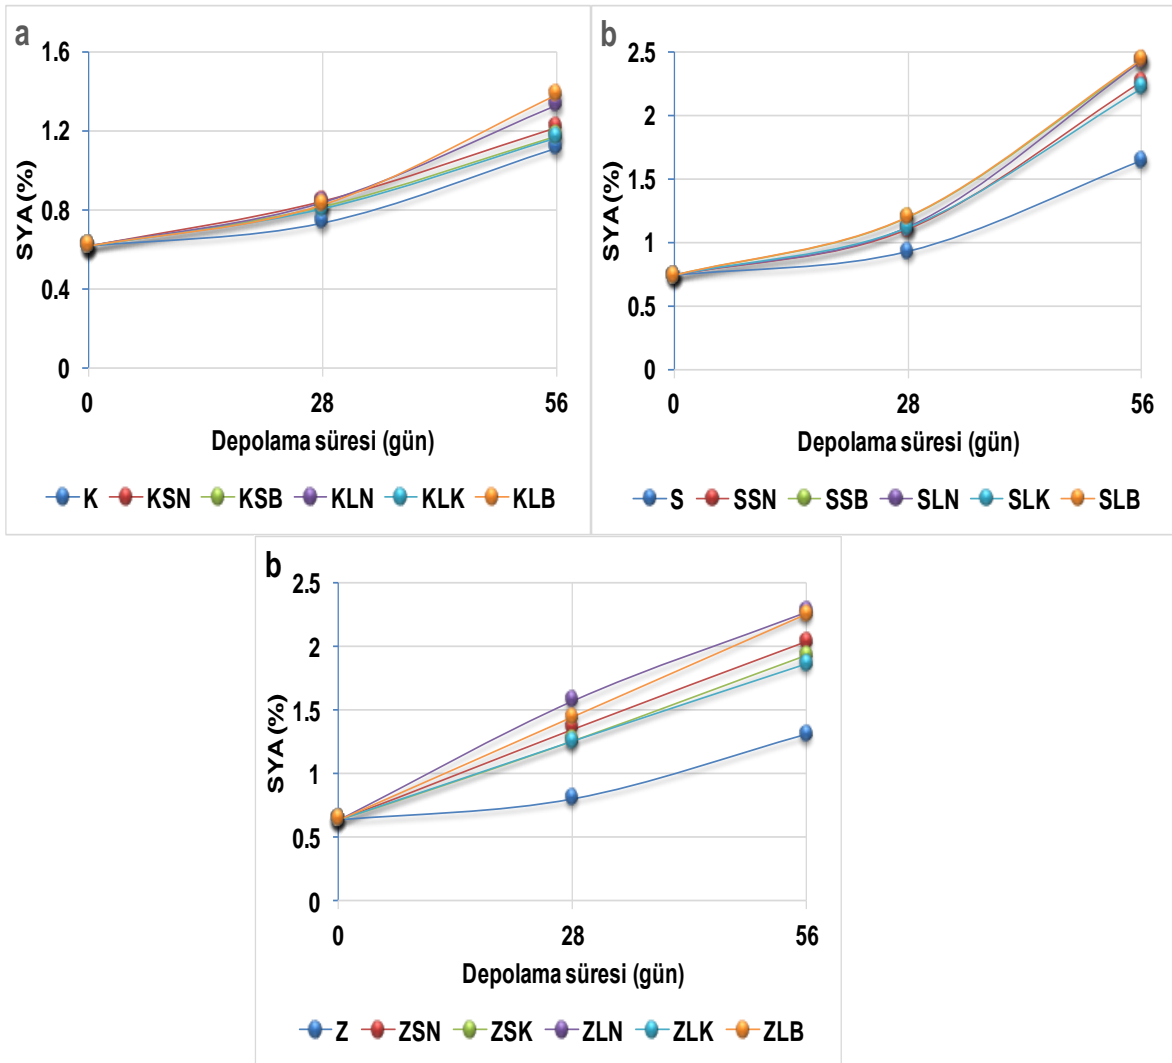 a
1.6
1.2
0.8
0.4
0
SYA (%)
0 28 56
Depolama süresi (gün)
K KSN KSB KLN KLK KLB
b
2.5
2
1.5
1
0.5
0
SYA (%)
0 28 56
Depolama süresi (gün)
S SSN SSB SLN SLK SLB
b
2.5
2
1.5
1
0.5
0
SYA (%)
0 28 56
Depolama süresi (gün)
Z ZSN ZSK ZLN ZLK ZLB